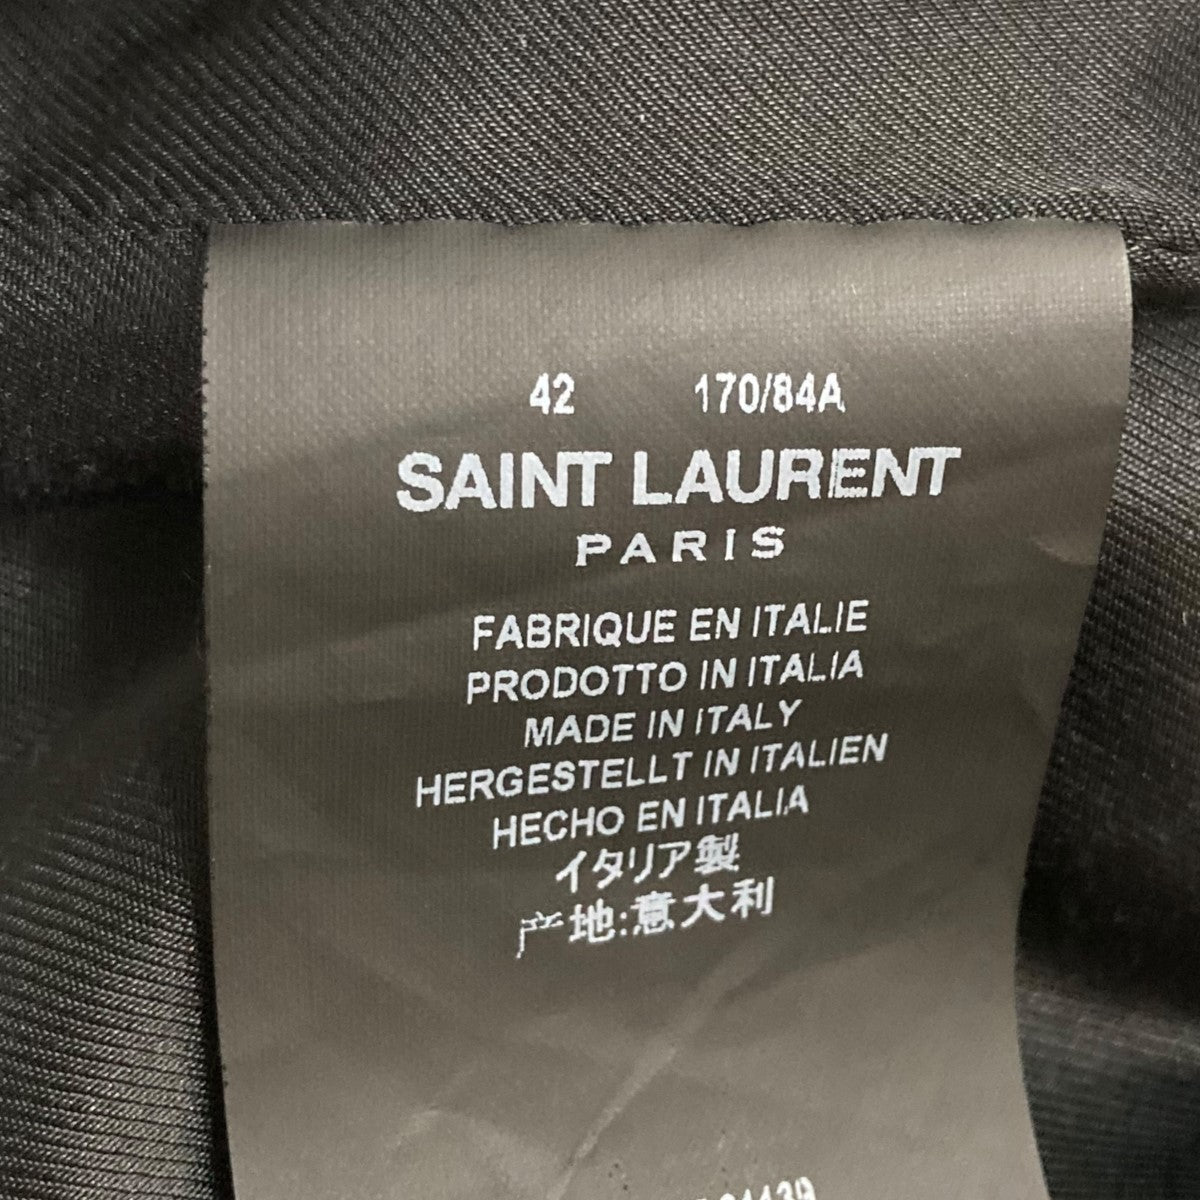 42 170/84A
SAINT LAURENT
PARIS
FABRIQUE EN ITALIE
PRODOTTO IN ITALIA
MADE IN ITALY
HERGESTELLT IN ITALIEN
HECHO EN ITALIA
イタリア製
产地:意大利